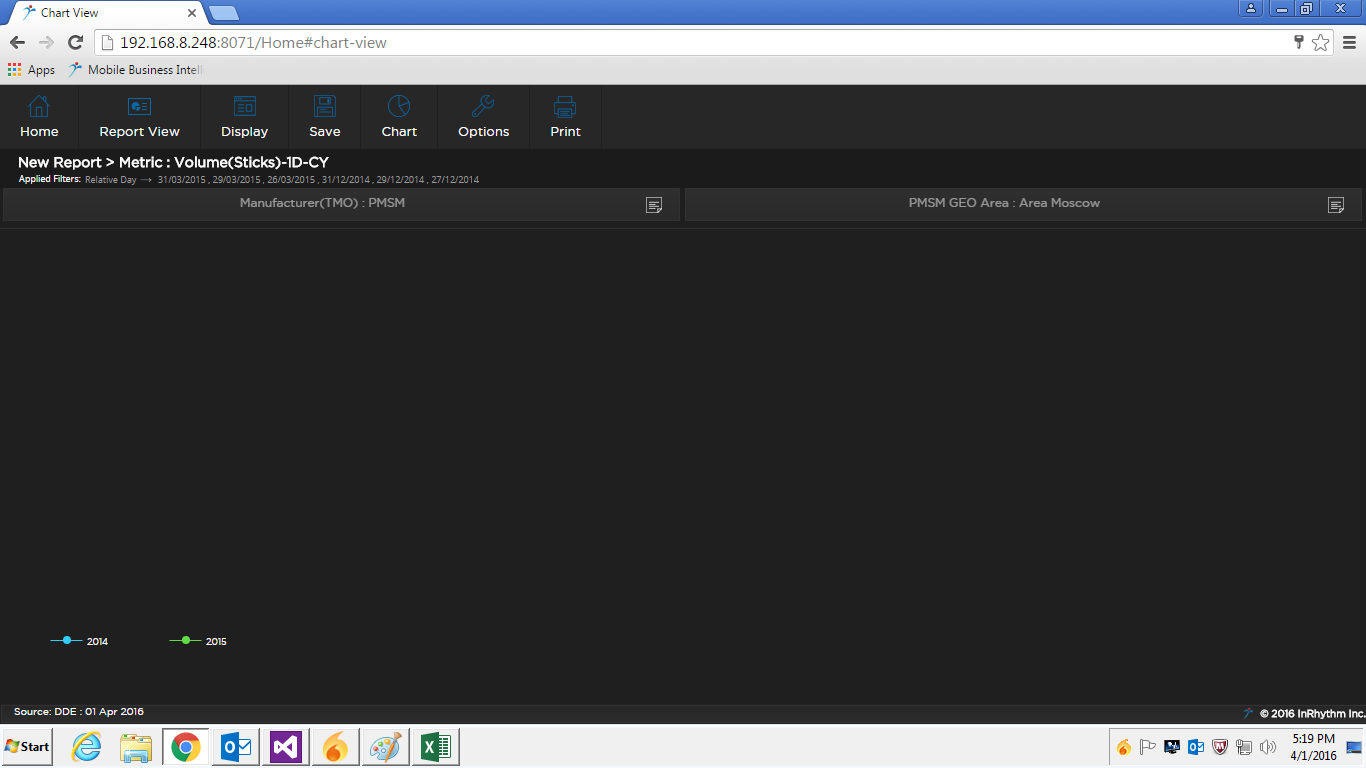 Chart View
192.168.8.248:8071/Home#chart-view
Apps Mobile Business Intel
Home Report View Display Save Chart Options Print
New Report > Metric : Volume(Sticks)-1D-CY
Applied Filters: Relative Day → 31/03/2015 , 29/03/2015 , 26/03/2015 , 31/12/2014 , 29/12/2014 , 27/12/2014
Manufacturer(TMO) : PMSM
PMSM GEO Area : Area Moscow
2014 2015
Source: DDE : 01 Apr 2016
© 2016 InRhythm Inc.
Start
5:19 PM
4/1/2016